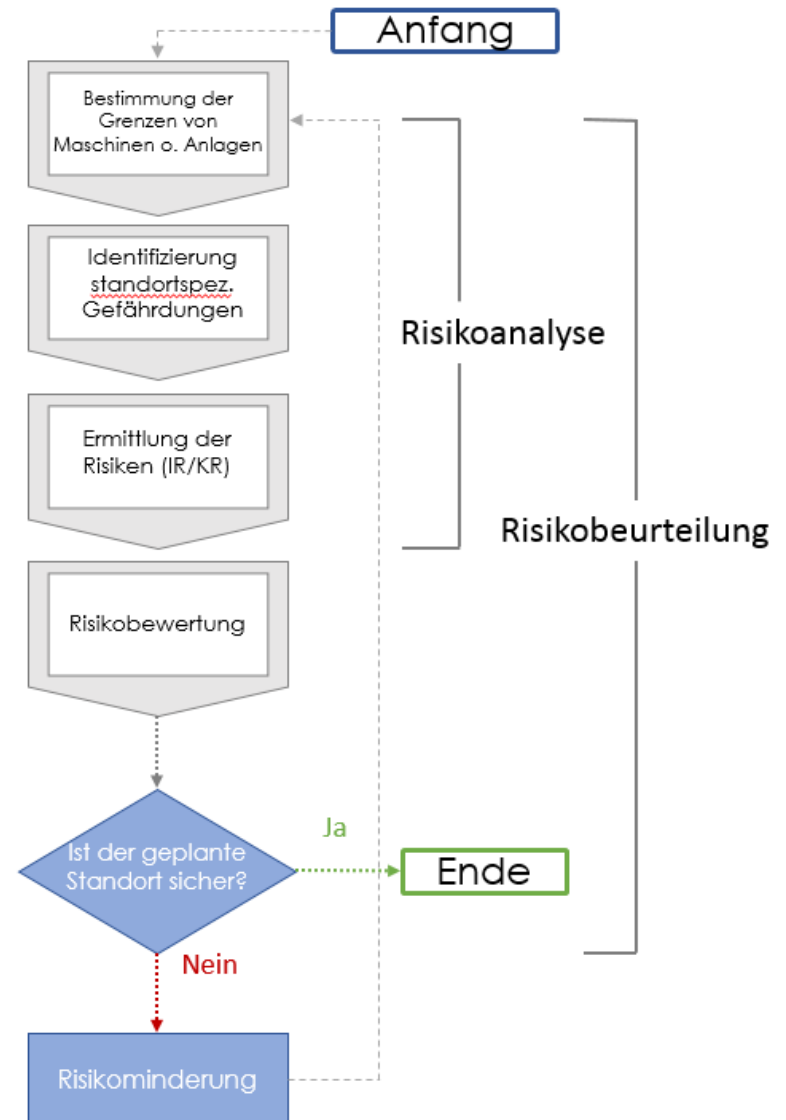 Anfang
Bestimmung der
Grenzen von
Maschinen o. Anlagen
Identifizierung
standortspez.
Gefährdungen
Risikoanalyse
Ermittlung der
Risiken (IR/KR)
Risikobeurteilung
Risikobewertung
Ist der geplante
Standort sicher?
Ja
Ende
Nein
Risikominderung